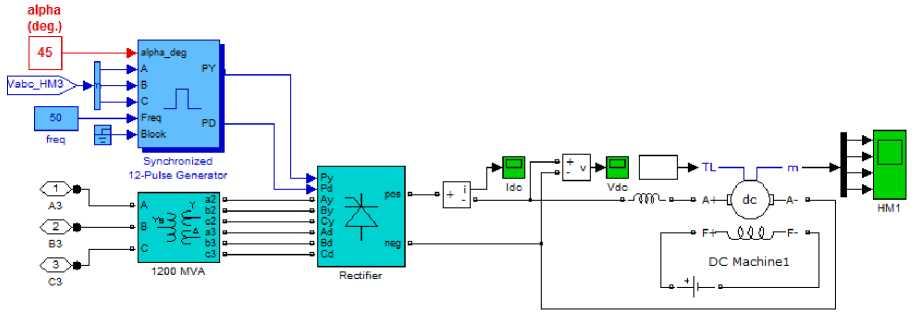 alpha
(deg.)
45
Vabc_HM3
50
freq
alpha_deg
A
B
C
Freq
Block
PY
PD
Synchronized
12-Pulse Generator
1
A3
2
B3
3
C3
A
B
C
Y
Δ
a2
b2
c2
a3
b3
c3
1200 MVA
Py
Pd
Ay
By
Cy
Ad
Bd
Cd
pos
neg
Rectifier
+
-
i
Idc
+
-
v
Vdc
TL
m
A+
dc
A-
F+
F-
DC Machine1
+
HM1